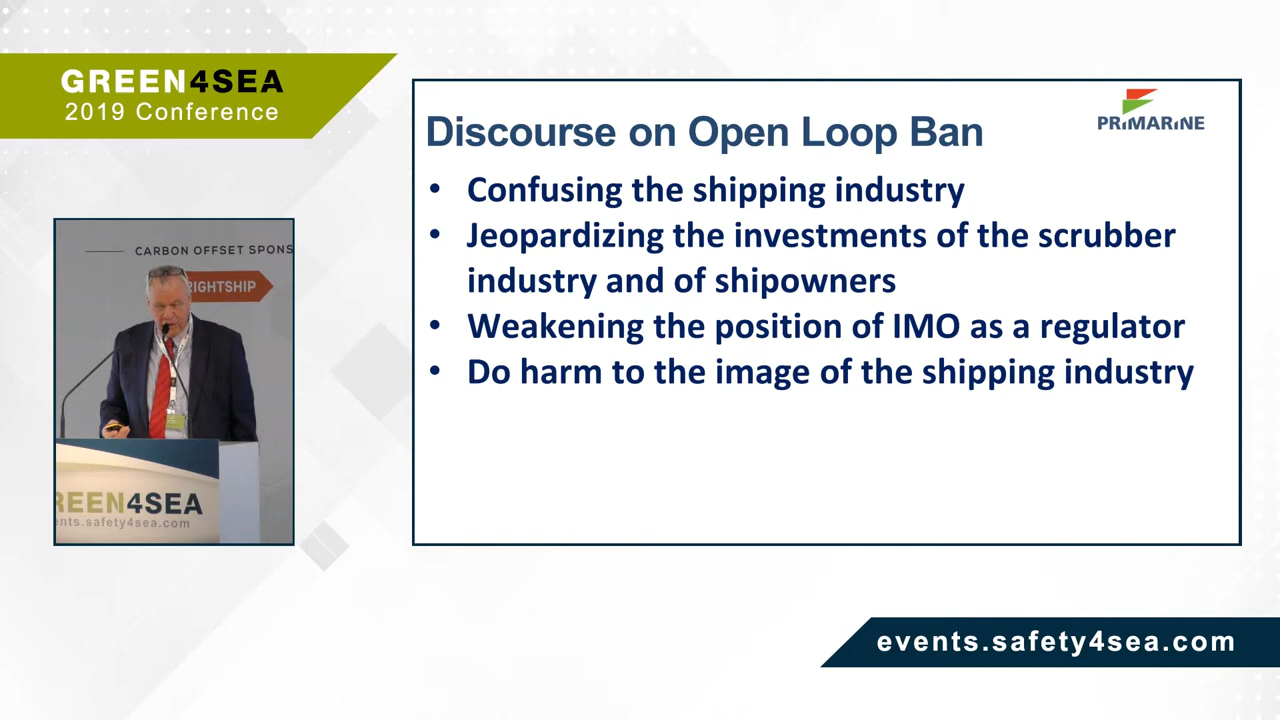 GREEN4SEA
2019 Conference
PRIMARINE
Discourse on Open Loop Ban
• Confusing the shipping industry
• Jeopardizing the investments of the scrubber
industry and of shipowners
• Weakening the position of IMO as a regulator
• Do harm to the image of the shipping industry
CARBON OFFSET SPONS
RIGHTSHIP
REEN4SEA
ents.safety4sea.com
events.safety4sea.com